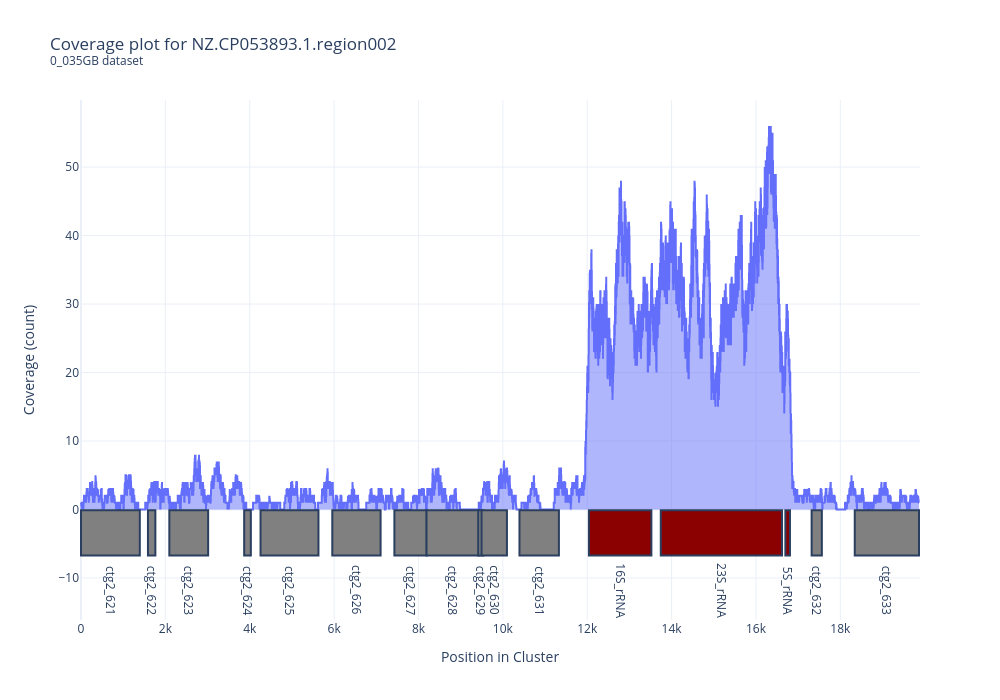 Coverage plot for NZ.CP053893.1.region002
0_035GB dataset
Coverage (count)
50
40
30
20
10
0
−10
ctg2_621
ctg2_622
ctg2_623
ctg2_624
ctg2_625
ctg2_626
ctg2_627
ctg2_628
ctg2_629
ctg2_630
ctg2_631
16S_rRNA
23S_rRNA
5S_rRNA
ctg2_632
ctg2_633
0 2k 4k 6k 8k 10k 12k 14k 16k 18k
Position in Cluster